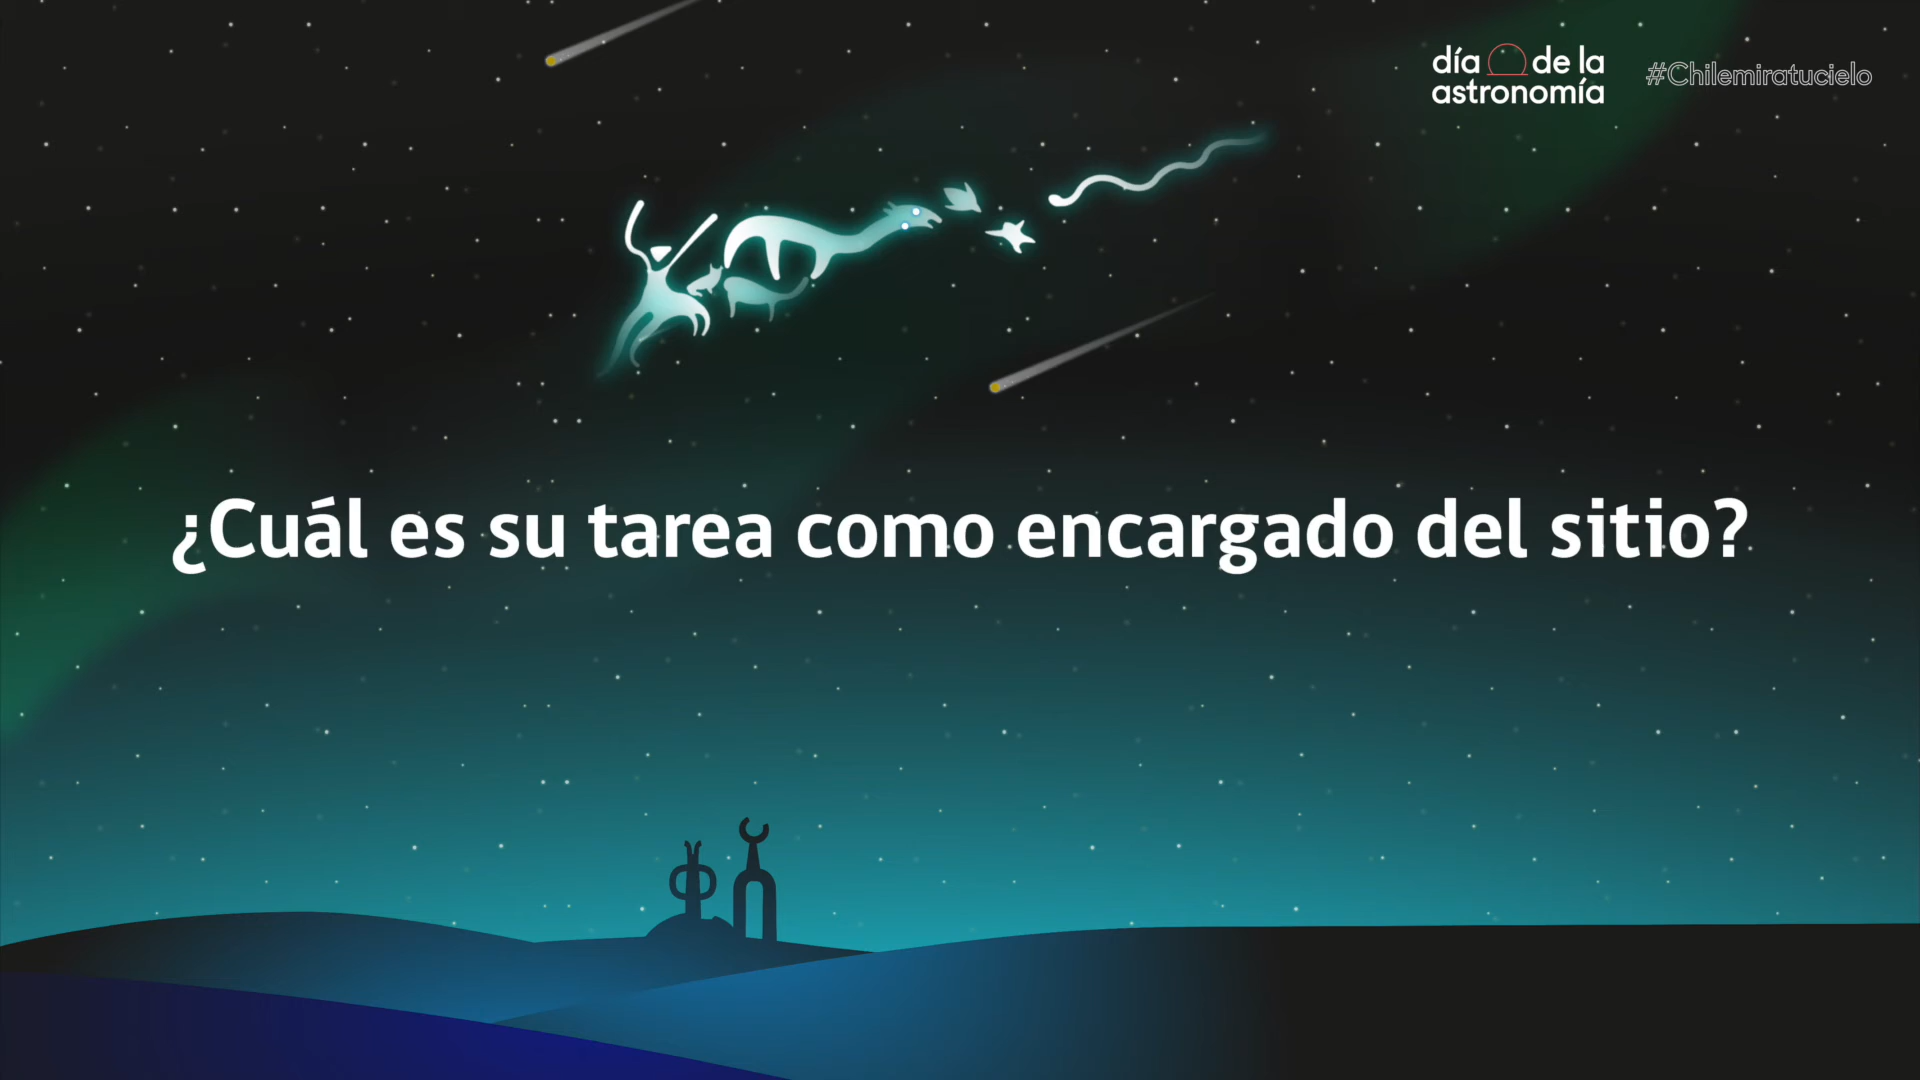 día de la
astronomía
#Chilemiratucielo
¿Cuál es su tarea como encargado del sitio?